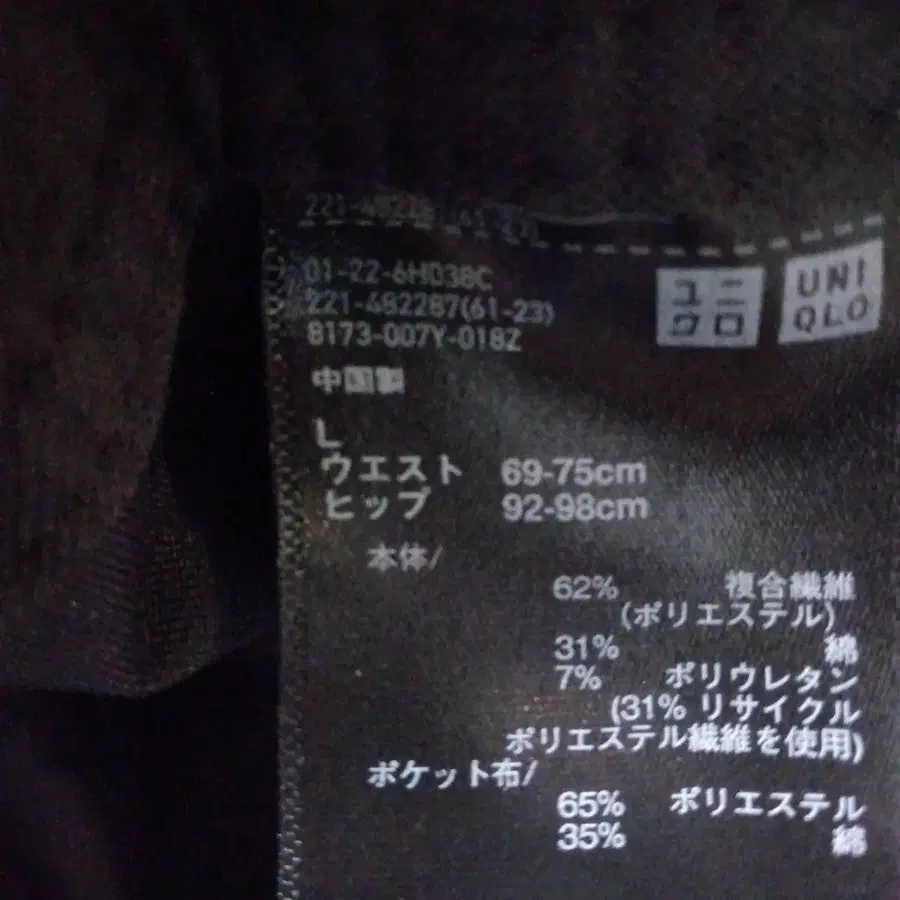 01-22-6H038C
221-482287(61-23)
8173-007Y-018Z
ユニ
クロ
UNI
QLO
中国製
L
ウエスト 69-75cm
ヒップ 92-98cm
本体/
62% 複合繊維
(ポリエステル)
31% 綿
7% ポリウレタン
(31% リサイクル
ポリエステル繊維を使用)
ポケット布/
65% ポリエステル
35% 綿